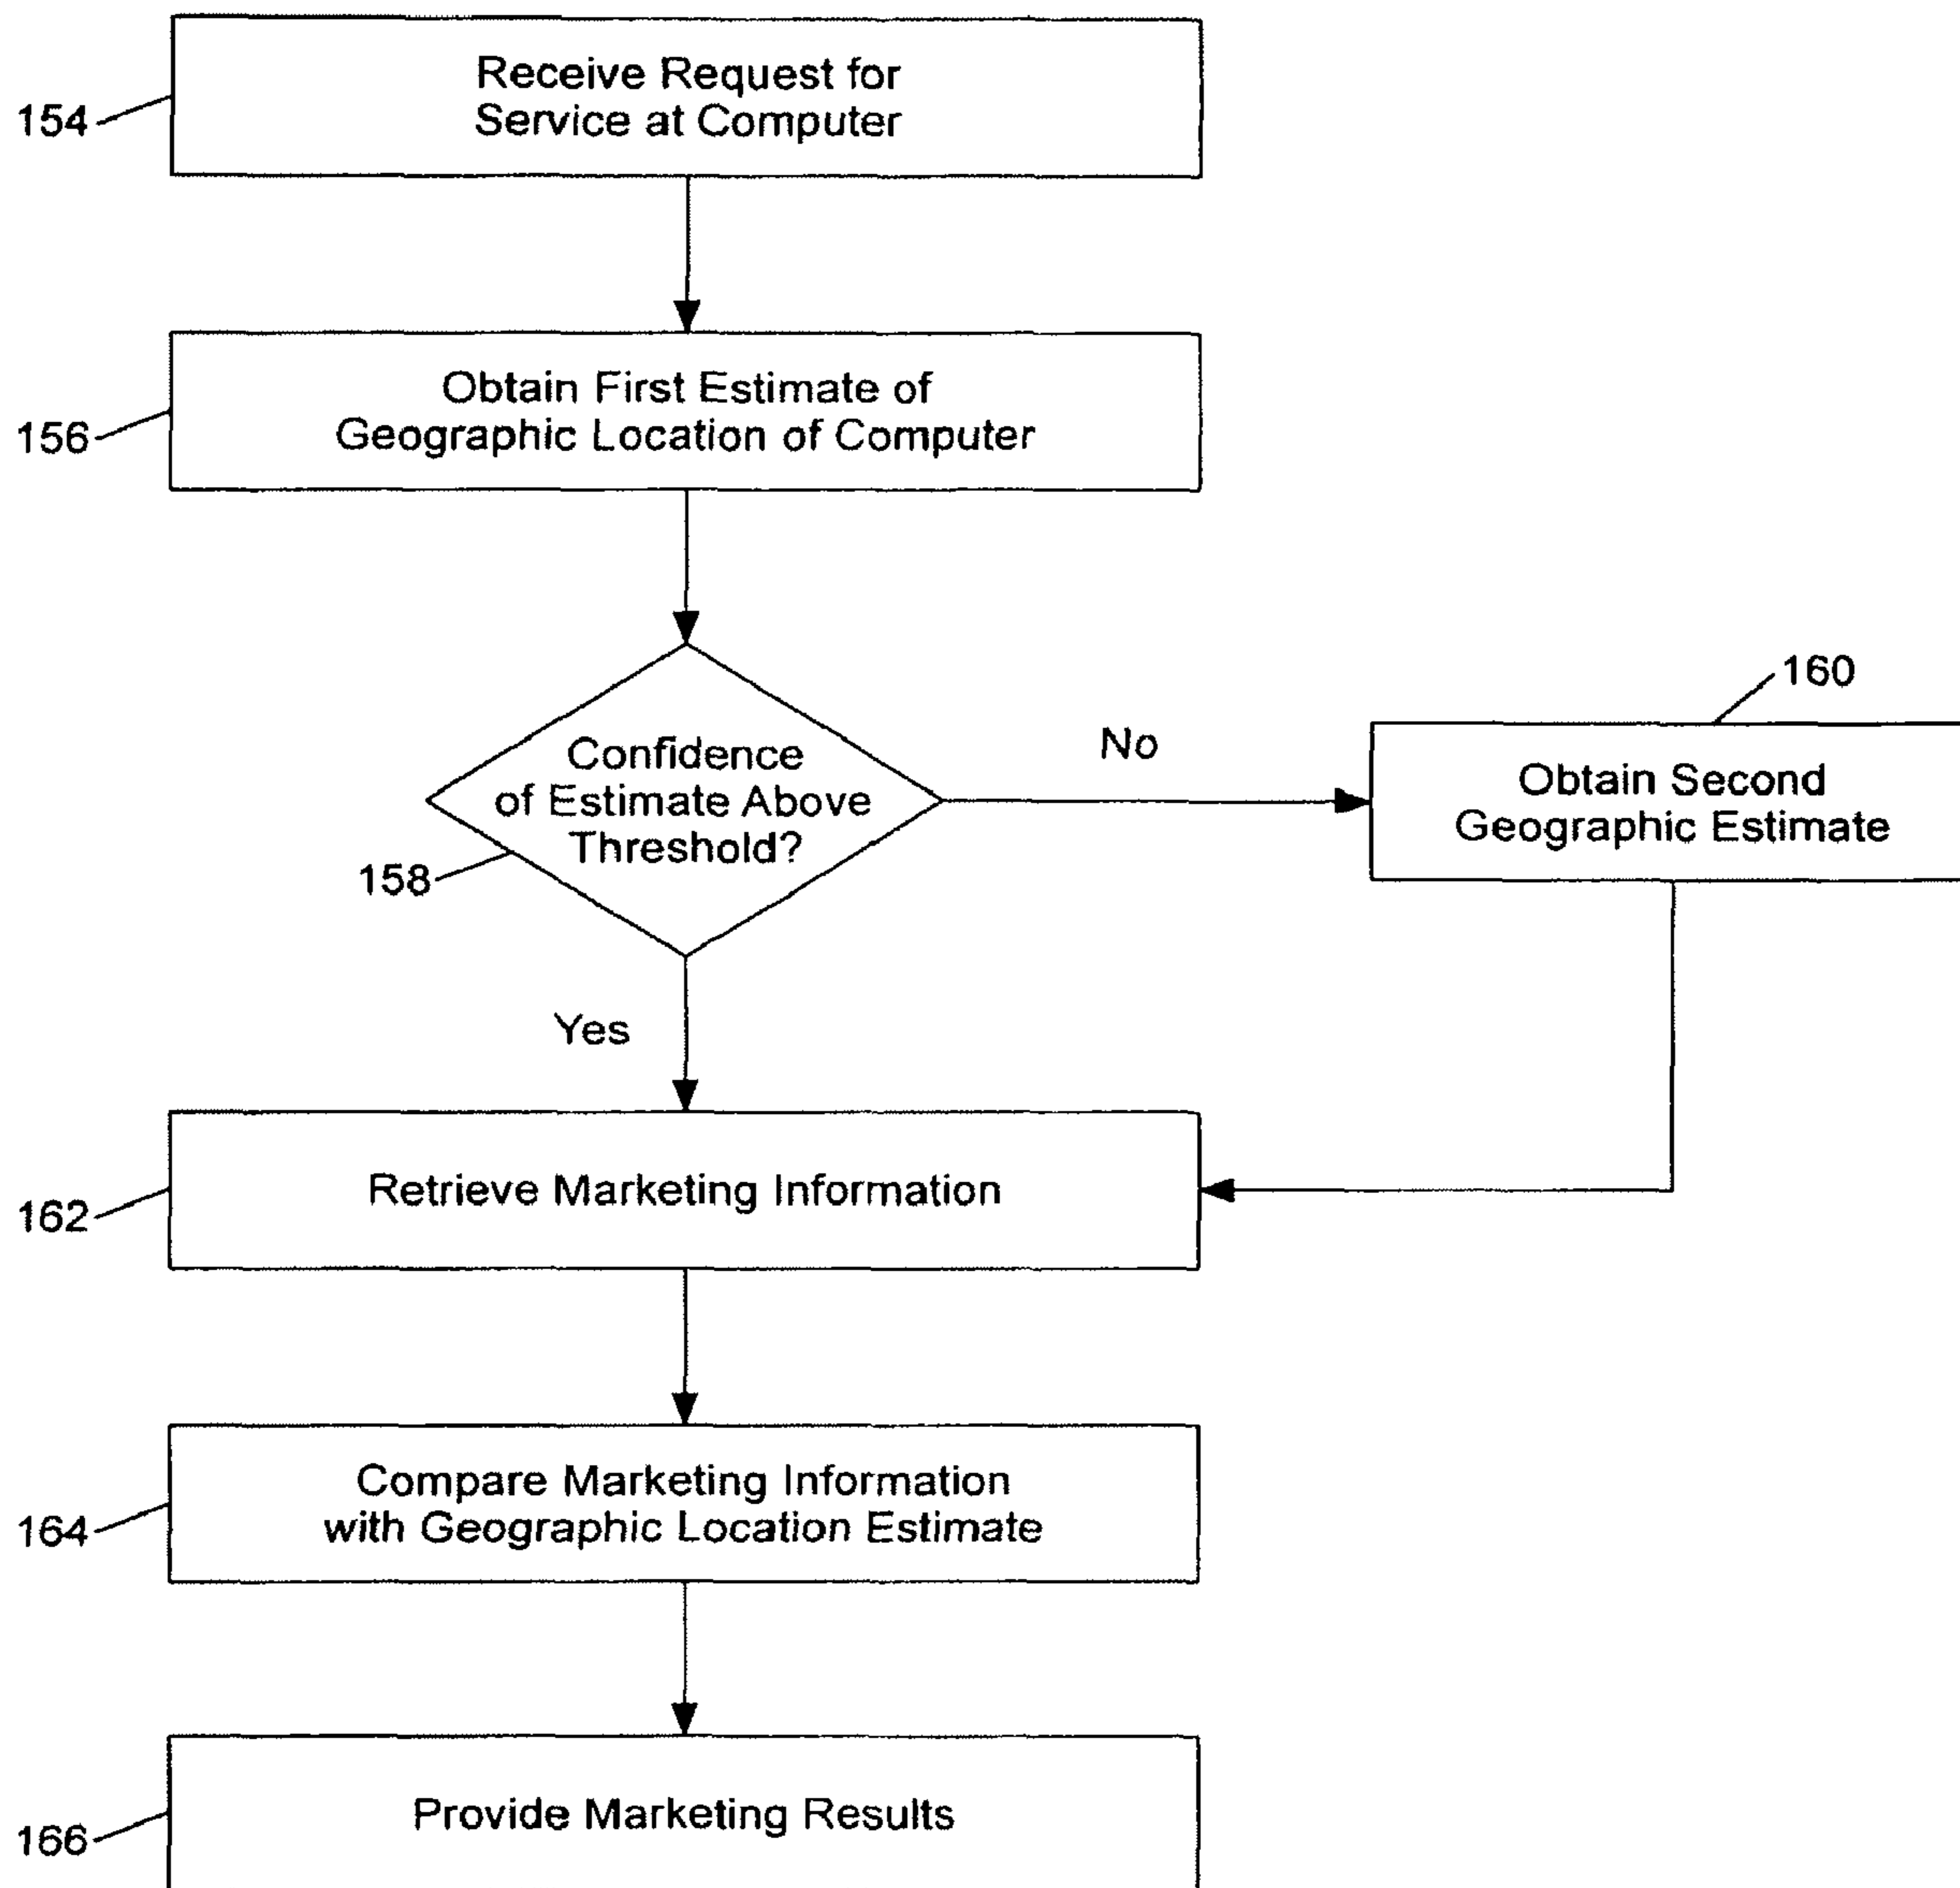 154
Receive Request for
Service at Computer
156
Obtain First Estimate of
Geographic Location of Computer
158
Confidence
of Estimate Above
Threshold?
No
160
Obtain Second
Geographic Estimate
Yes
162
Retrieve Marketing Information
164
Compare Marketing Information
with Geographic Location Estimate
166
Provide Marketing Results